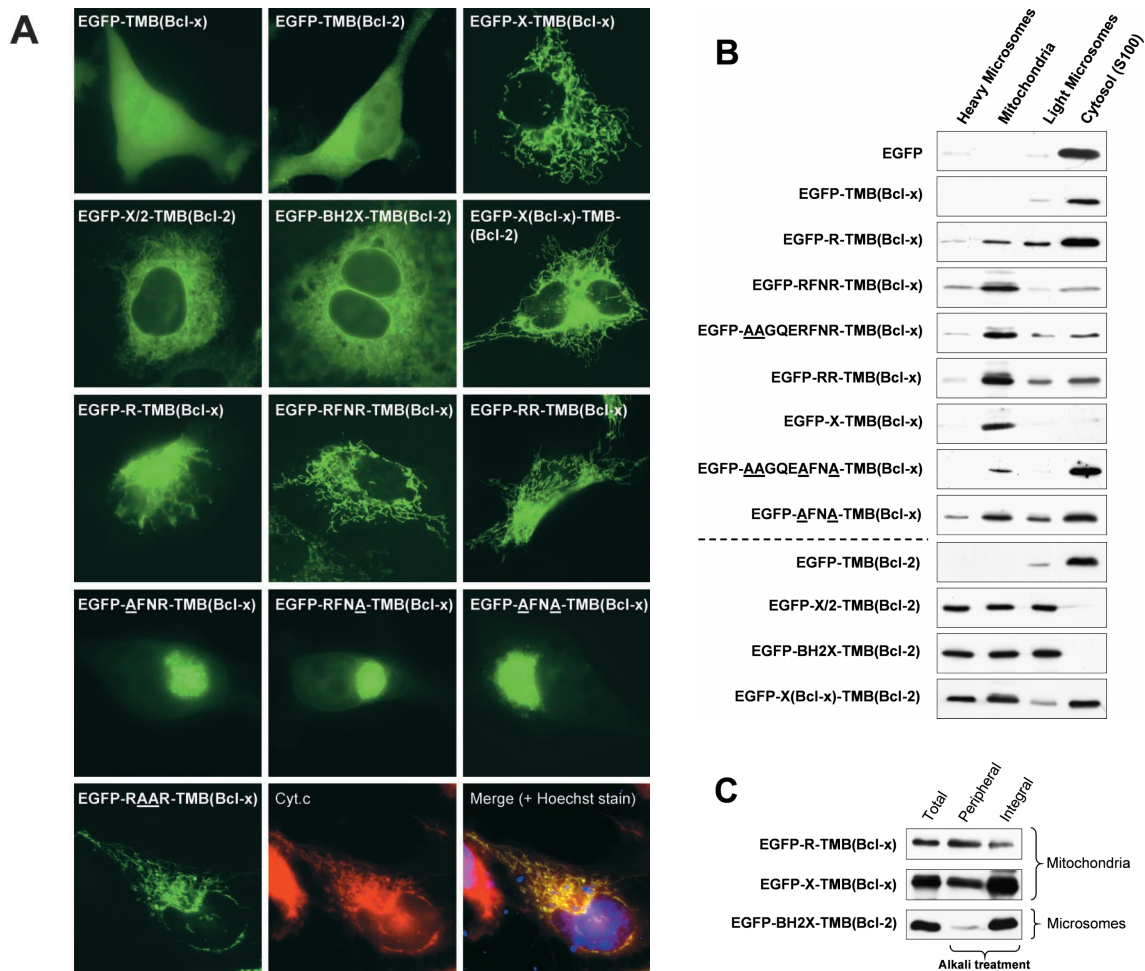 A
EGFP-TMB(Bcl-x)
EGFP-TMB(Bcl-2)
EGFP-X-TMB(Bcl-x)
EGFP-X/2-TMB(Bcl-2)
EGFP-BH2X-TMB(Bcl-2)
EGFP-X(Bcl-x)-TMB-
(Bcl-2)
EGFP-R-TMB(Bcl-x)
EGFP-RFNR-TMB(Bcl-x)
EGFP-RR-TMB(Bcl-x)
EGFP-AFNR-TMB(Bcl-x)
EGFP-RFNA-TMB(Bcl-x)
EGFP-AFNA-TMB(Bcl-x)
EGFP-RAAR-TMB(Bcl-x)
Cyt.c
Merge (+ Hoechst stain)
B
Heavy Microsomes
Mitochondria
Light Microsomes
Cytosol (S100)
EGFP
EGFP-TMB(Bcl-x)
EGFP-R-TMB(Bcl-x)
EGFP-RFNR-TMB(Bcl-x)
EGFP-AAGQERFNR-TMB(Bcl-x)
EGFP-RR-TMB(Bcl-x)
EGFP-X-TMB(Bcl-x)
EGFP-AAGQEAFNA-TMB(Bcl-x)
EGFP-AFNA-TMB(Bcl-x)
EGFP-TMB(Bcl-2)
EGFP-X/2-TMB(Bcl-2)
EGFP-BH2X-TMB(Bcl-2)
EGFP-X(Bcl-x)-TMB(Bcl-2)
C
Total
Peripheral
Integral
EGFP-R-TMB(Bcl-x)
EGFP-X-TMB(Bcl-x)
Mitochondria
EGFP-BH2X-TMB(Bcl-2)
Microsomes
Alkali treatment